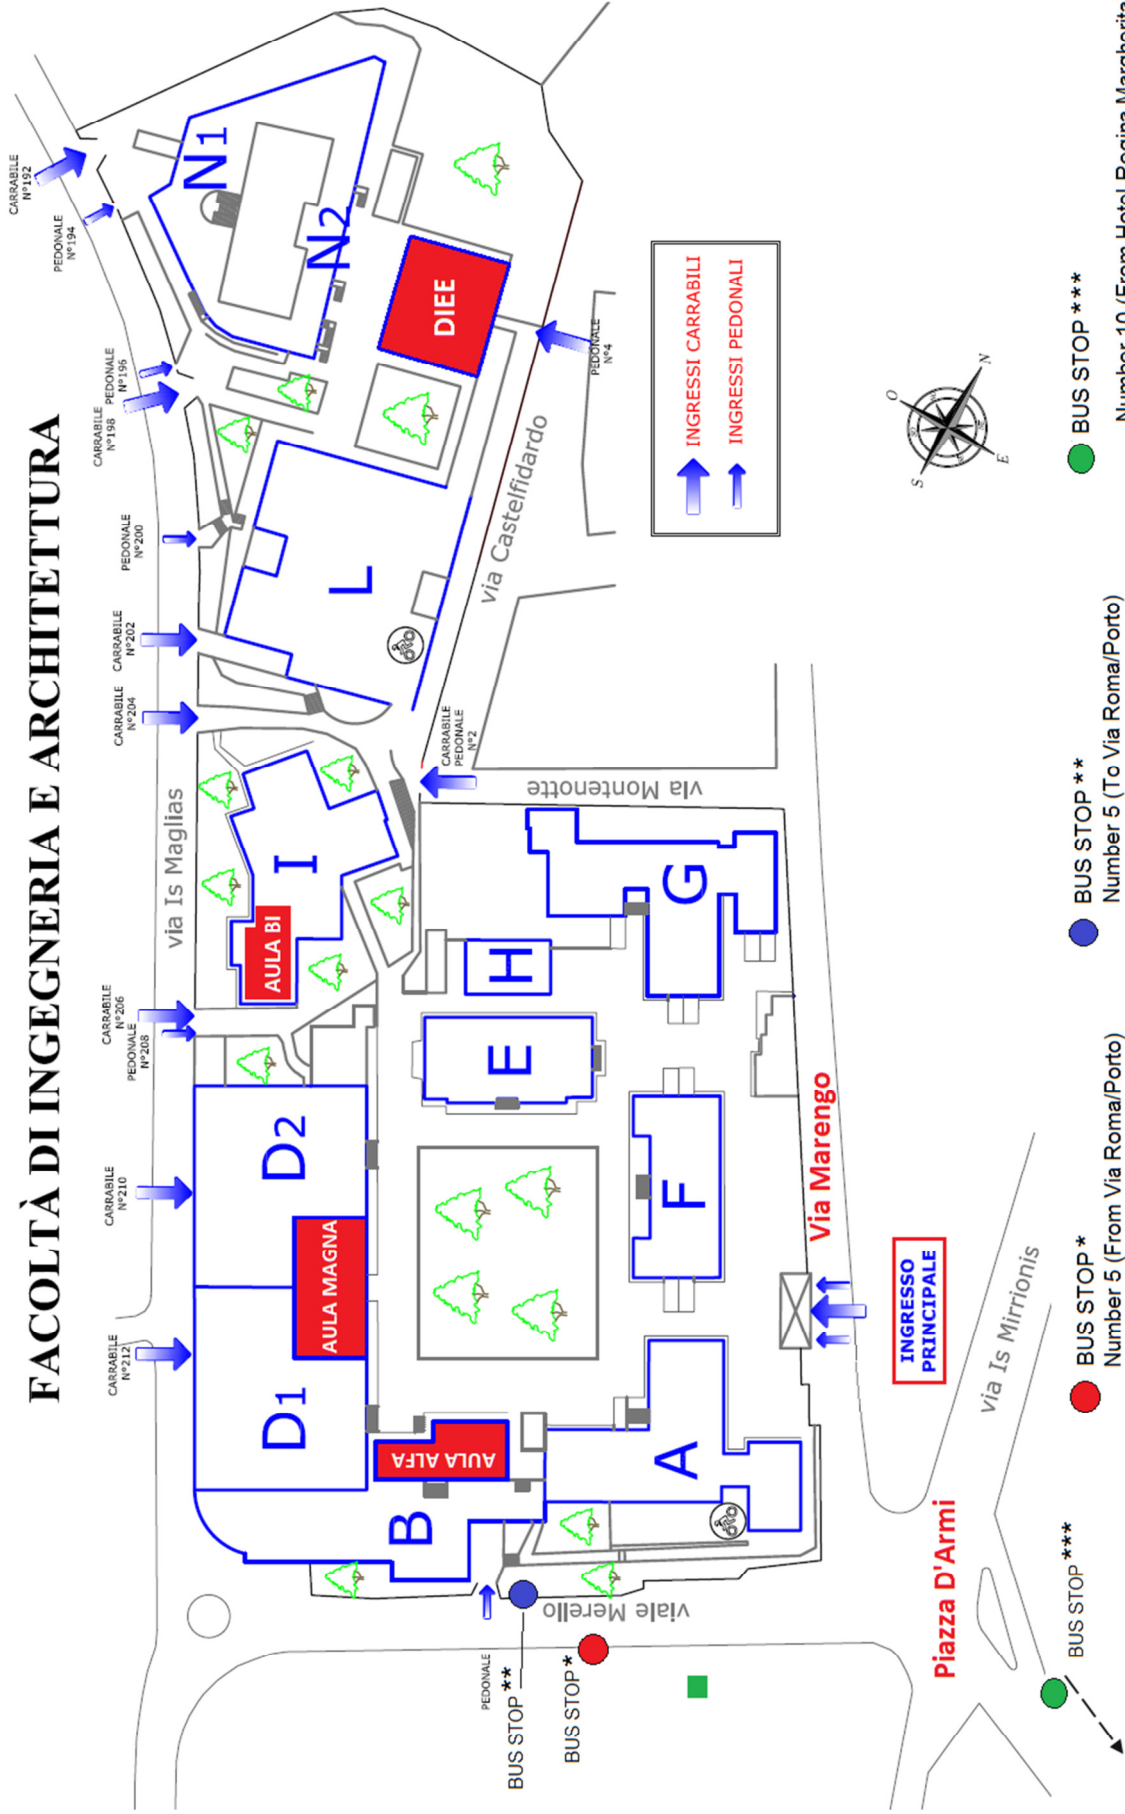 FACOLTÀ DI INGEGNERIA E ARCHITETTURA
CARRABILE
N°212
CARRABILE
N°210
PEDONALE
N°208
CARRABILE
N°206
CARRABILE
N°204
CARRABILE
N°202
PEDONALE
N°200
CARRABILE
N°198
PEDONALE
N°196
PEDONALE
N°194
CARRABILE
N°192
via Is Maglias
D1
D2
AULA MAGNA
AULA BI
I
L
N1
N2
DIEE
B
AULA ALFA
E
H
G
F
A
CARRABILE
PEDONALE
N°2
via Castelfidardo
PEDONALE
N°4
via Montenotte
PEDONALE
BUS STOP **
BUS STOP *
viale Merello
INGRESSI CARRABILI
INGRESSI PEDONALI
Via Marengo
INGRESSO
PRINCIPALE
Piazza D'Armi
via Is Mirrionis
S
O
E
N
BUS STOP ***
BUS STOP *
Number 5 (From Via Roma/Porto)
BUS STOP **
Number 5 (To Via Roma/Porto)
BUS STOP ***
Number 10 (From Hotel Regina Margherita